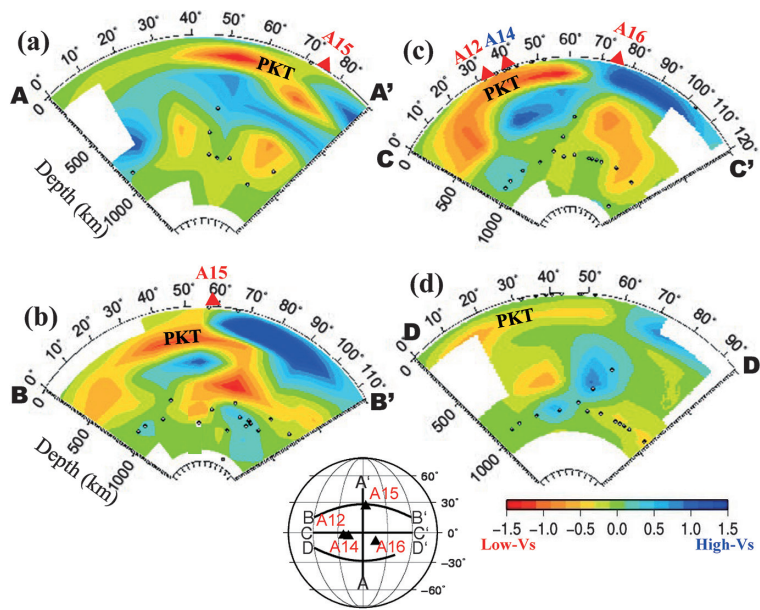 (a)
0° 10° 20° 30° 40° 50° 60° 70° 80°
A15
PKT
A A'
0 500 1000
Depth (km)
(c)
0° 10° 20° 30° 40° 50° 60° 70° 80° 90° 100° 110° 120°
A12 A14 A16
PKT
C C'
0 500 1000
(b)
0° 10° 20° 30° 40° 50° 60° 70° 80° 90° 100° 110°
A15
PKT
B B'
0 500 1000
Depth (km)
(d)
0° 10° 20° 30° 40° 50° 60° 70° 80° 90°
PKT
D D
0 500 1000
60°
A'
A15
30°
B B'
A12
C C' 0°
A14 A16
D D'
-30°
A
-60°
-1.5 -1.0 -0.5 0.0 0.5 1.0 1.5
Low-Vs High-Vs